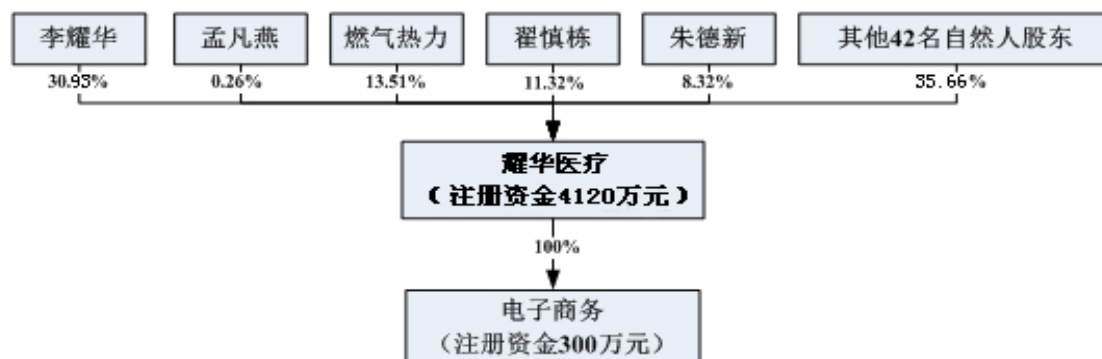 李耀华 孟凡燕 燃气热力 翟慎栋 朱德新 其他42名自然人股东
30.93% 0.26% 13.51% 11.32% 8.32% 35.66%
耀华医疗
（注册资金4120万元）
100%
电子商务
（注册资金300万元）